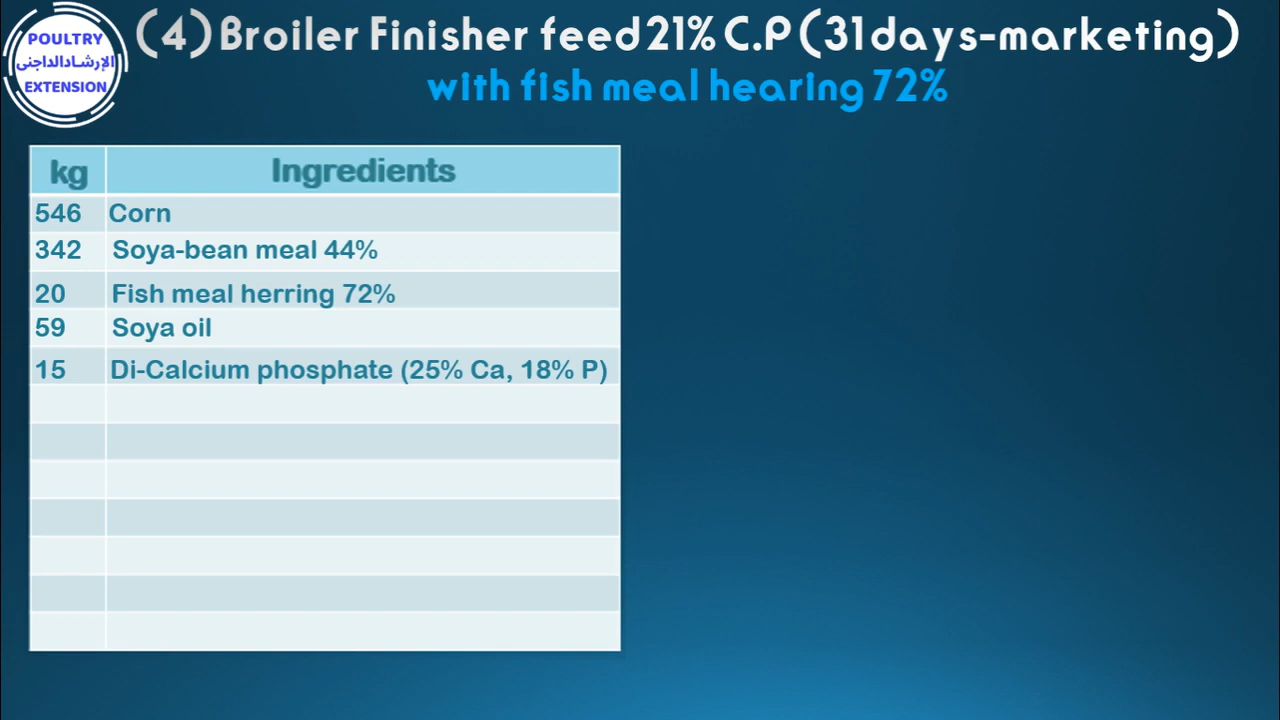 POULTRY
الإرشادالداجنى
EXTENSION
(4) Broiler Finisher feed 21% C.P (31 days-marketing)
with fish meal hearing 72%
kg Ingredients
546 Corn
342 Soya-bean meal 44%
20 Fish meal herring 72%
59 Soya oil
15 Di-Calcium phosphate (25% Ca, 18% P)